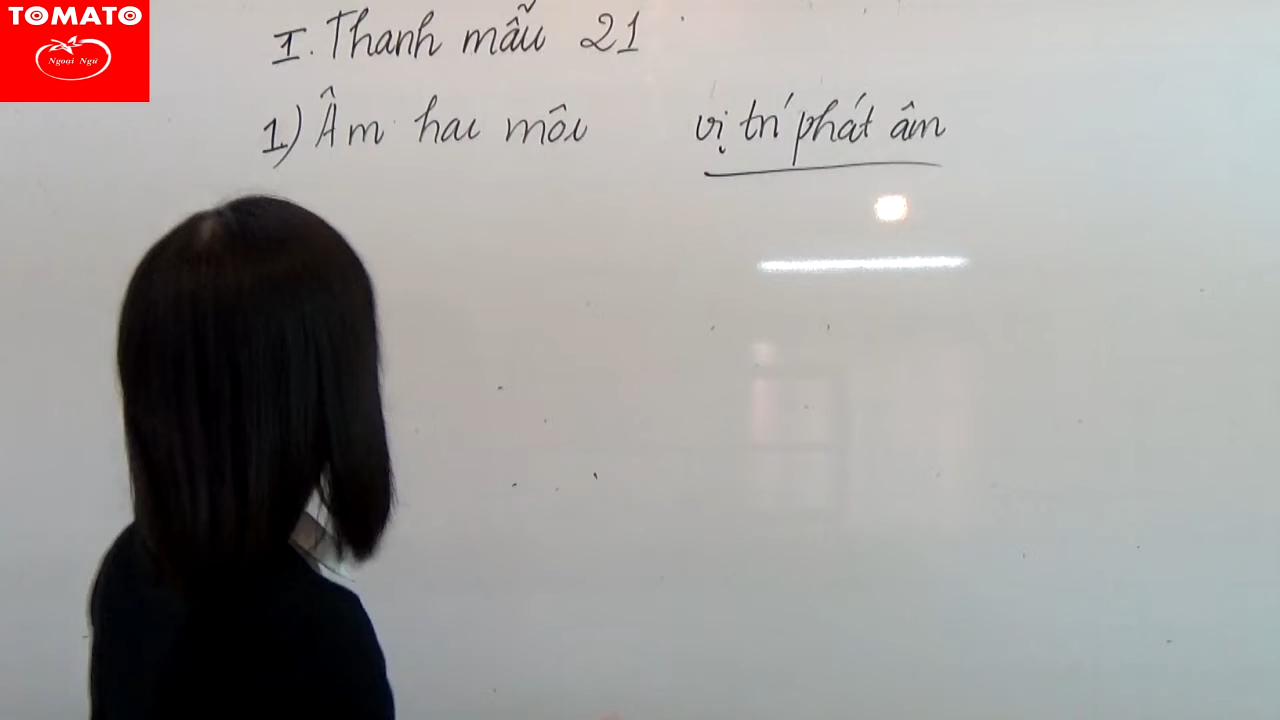 TOMATO
Ngoại Ngữ
I. Thanh mẫu 21
1) Âm hai môi vị trí phát âm